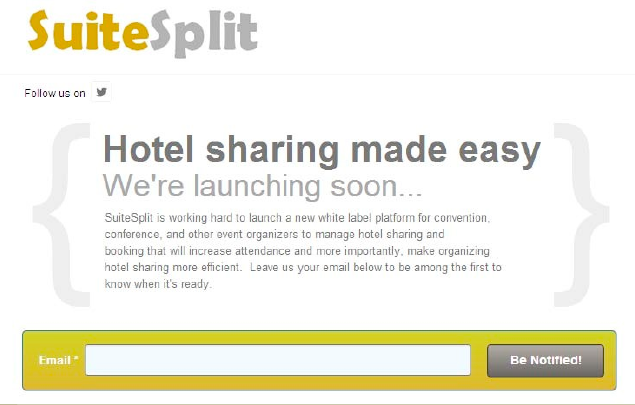 SuiteSplit
Follow us on
Hotel sharing made easy
We're launching soon...
SuiteSplit is working hard to launch a new white label platform for convention,
conference, and other event organizers to manage hotel sharing and
booking that will increase attendance and more importantly, make organizing
hotel sharing more efficient.  Leave us your email below to be among the first to
know when it's ready.
Email * Be Notified!